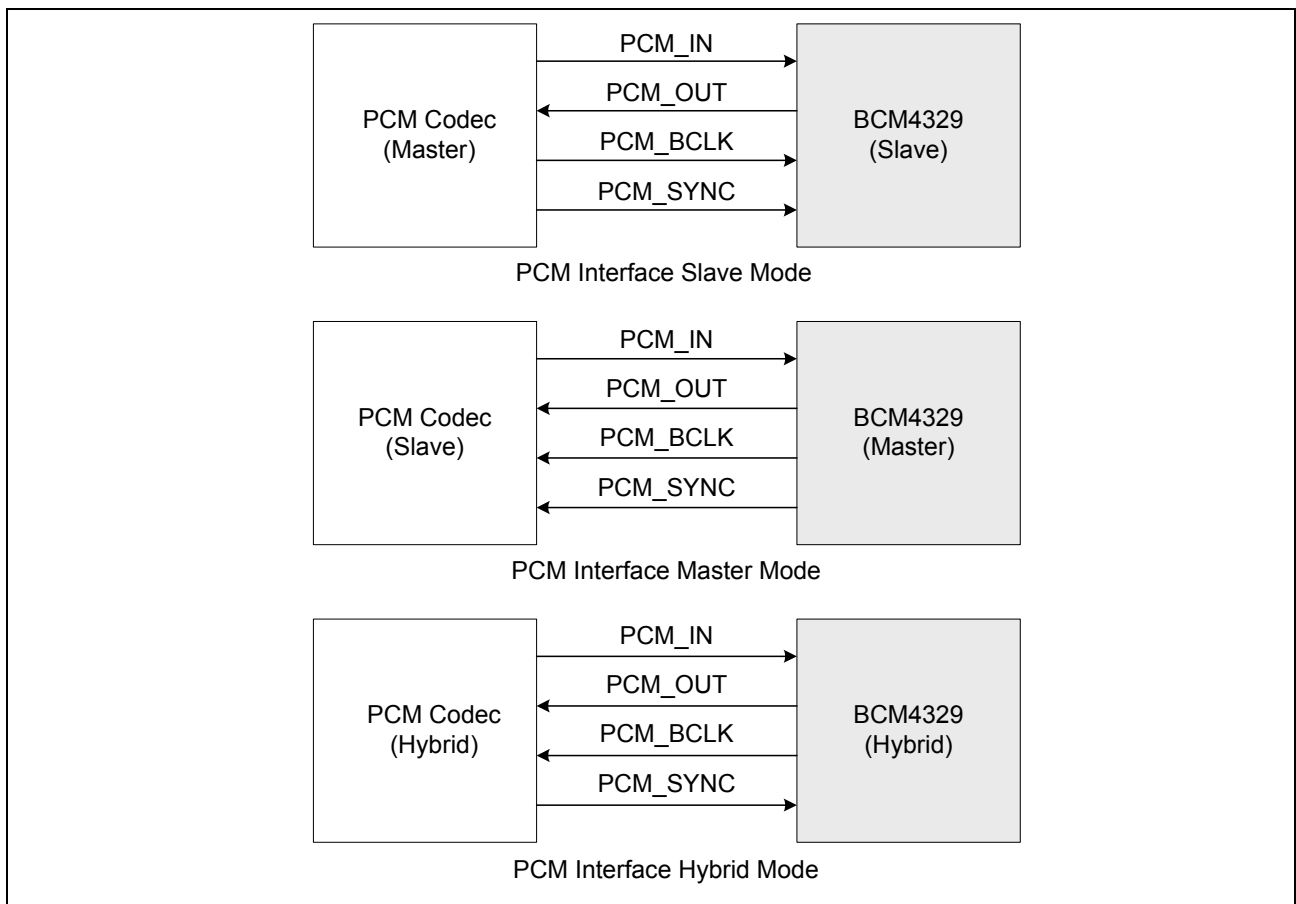 PCM_IN
PCM_OUT
PCM Codec
(Master)
PCM_BCLK
PCM_SYNC
BCM4329
(Slave)
PCM Interface Slave Mode
PCM_IN
PCM_OUT
PCM Codec
(Slave)
PCM_BCLK
PCM_SYNC
BCM4329
(Master)
PCM Interface Master Mode
PCM_IN
PCM_OUT
PCM Codec
(Hybrid)
PCM_BCLK
PCM_SYNC
BCM4329
(Hybrid)
PCM Interface Hybrid Mode